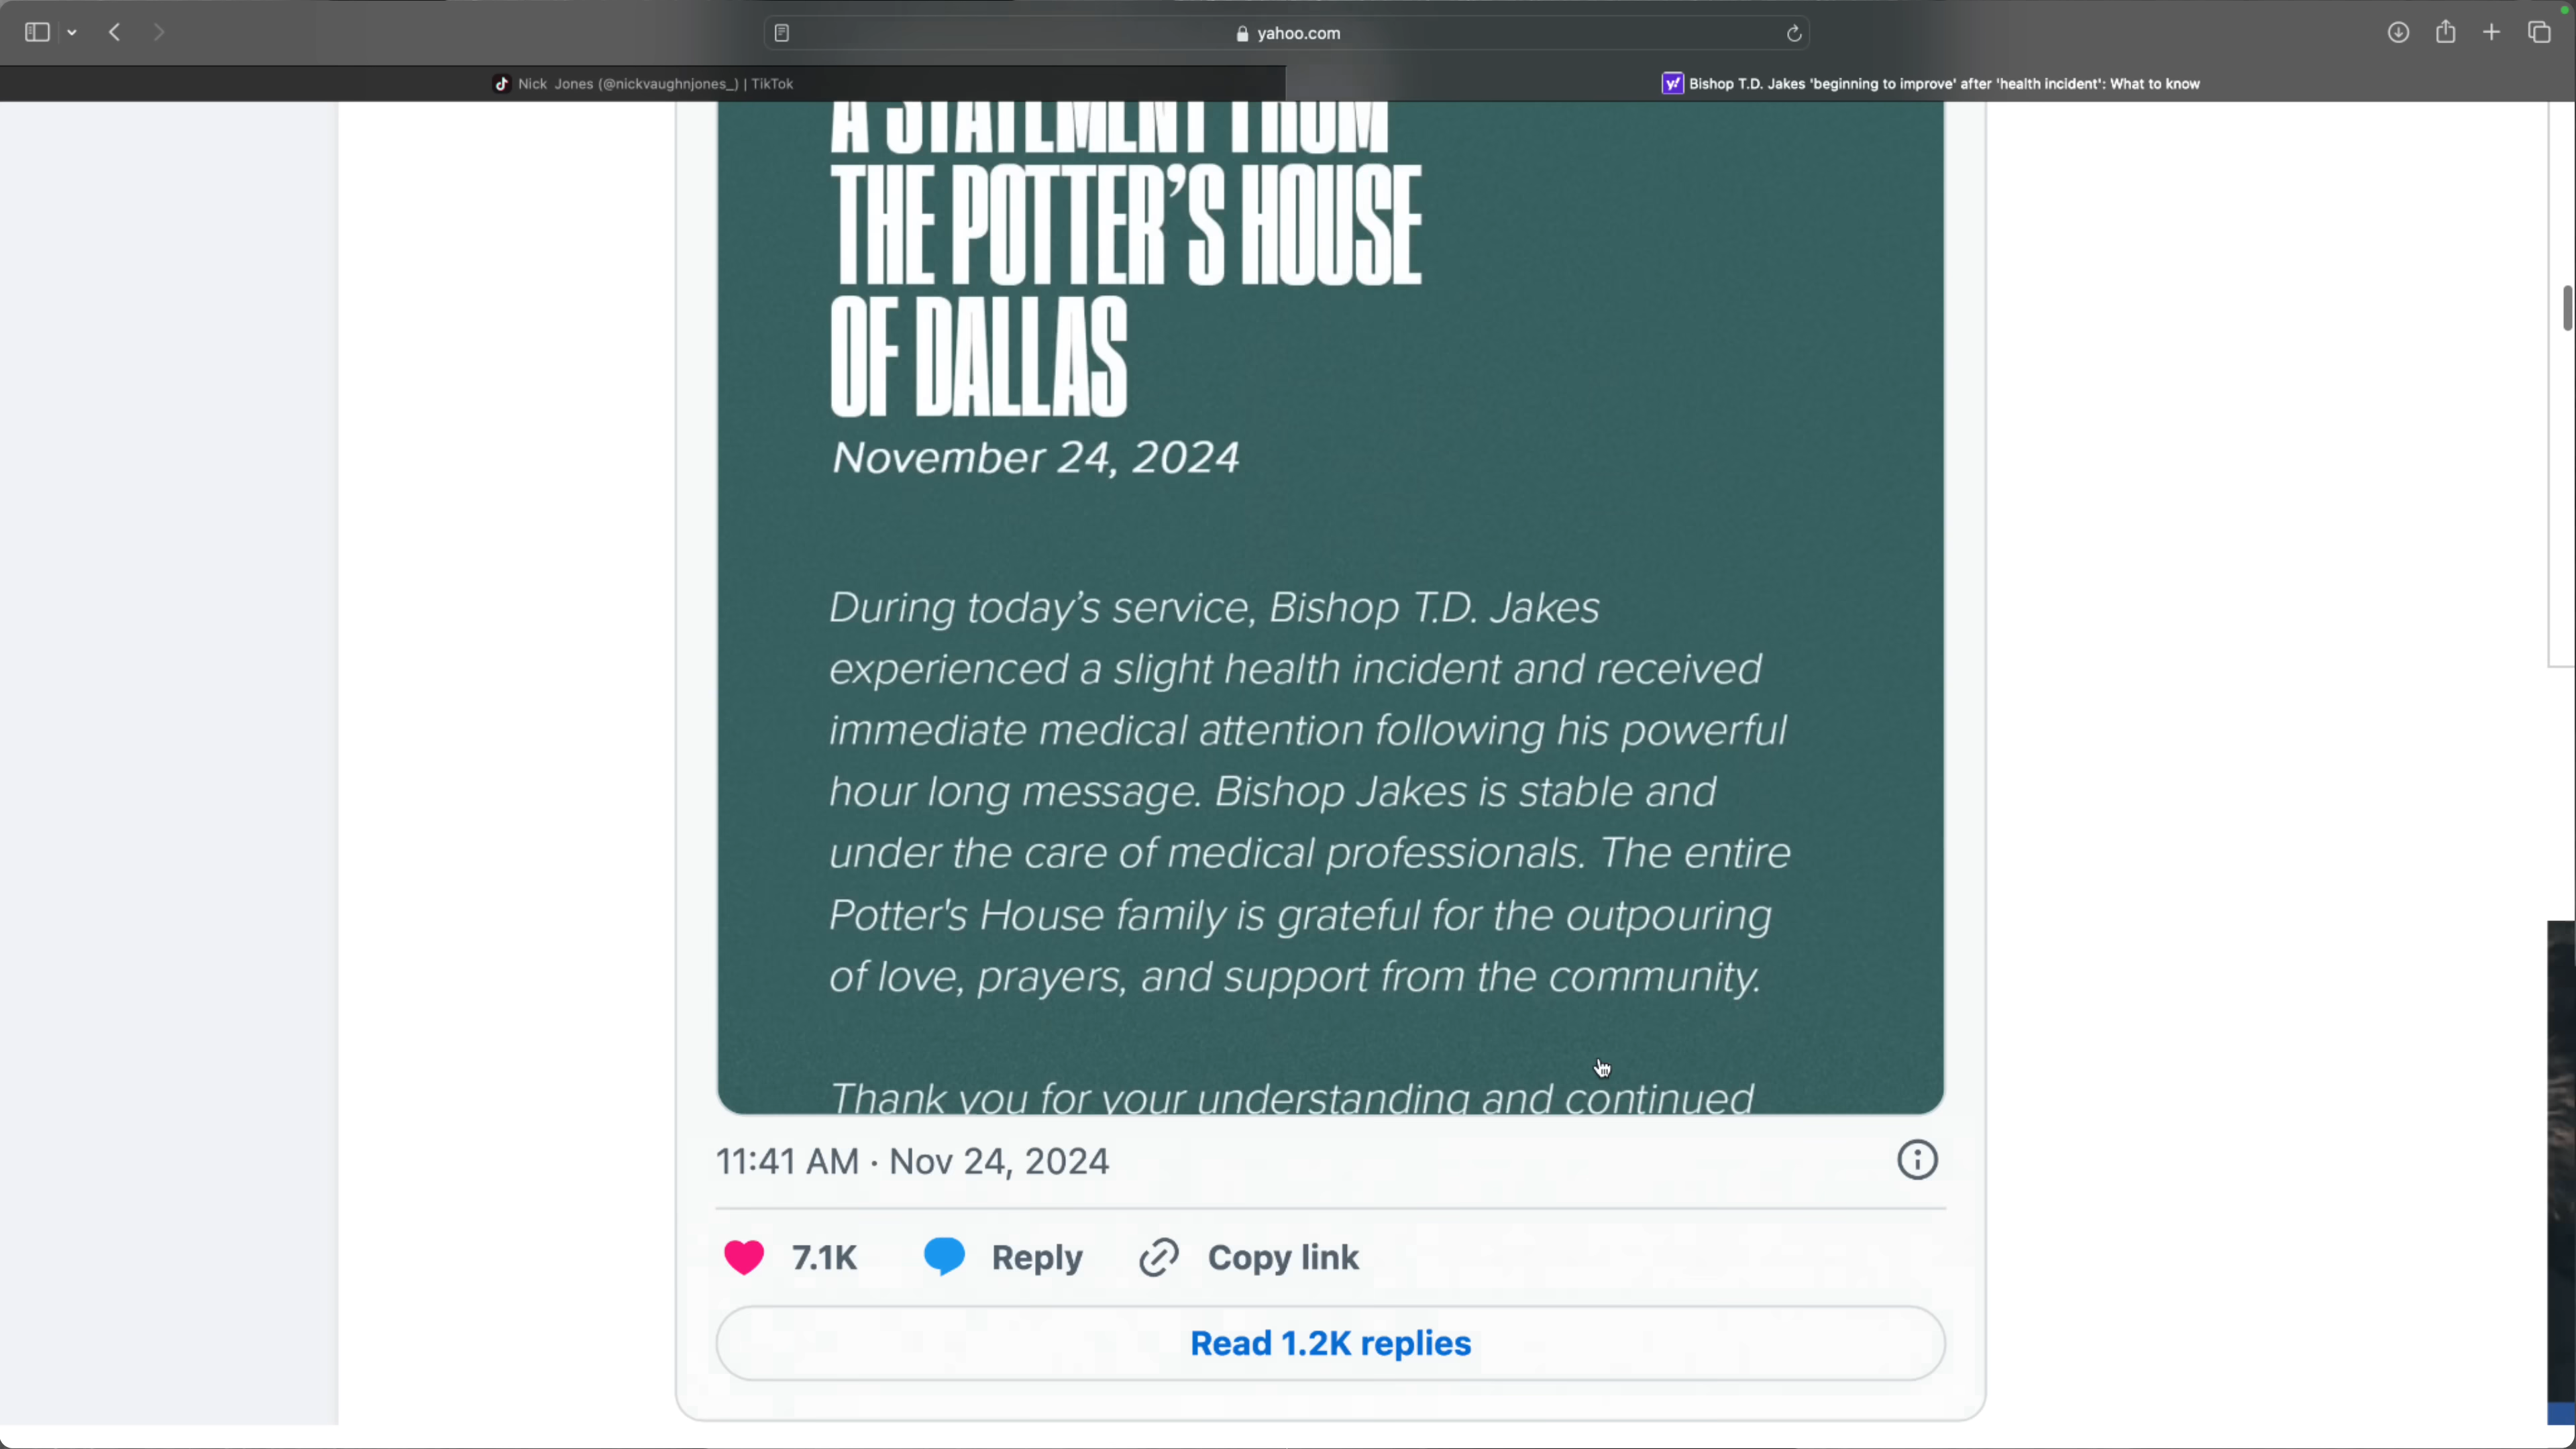 yahoo.com
Nick Jones (@nickvaughnjones_) | TikTok
y! Bishop T.D. Jakes 'beginning to improve' after 'health incident': What to know
A STATEMENT FROM
THE POTTER'S HOUSE
OF DALLAS
November 24, 2024
During today's service, Bishop T.D. Jakes
experienced a slight health incident and received
immediate medical attention following his powerful
hour long message. Bishop Jakes is stable and
under the care of medical professionals. The entire
Potter's House family is grateful for the outpouring
of love, prayers, and support from the community.
Thank you for your understanding and continued
11:41 AM · Nov 24, 2024
7.1K Reply Copy link
Read 1.2K replies